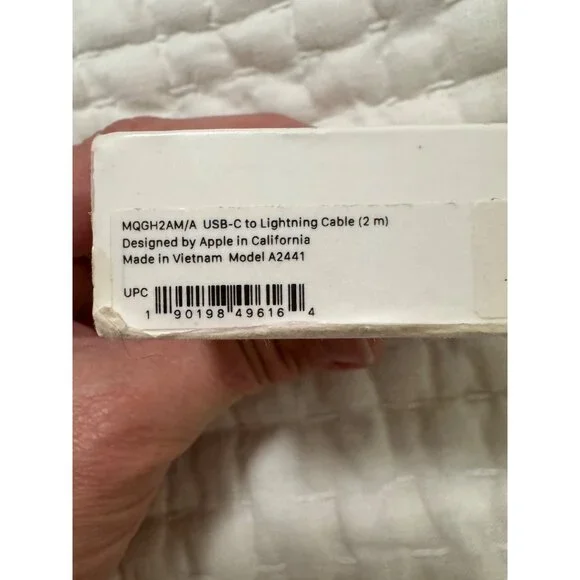 MQGH2AM/A USB-C to Lightning Cable (2 m)
Designed by Apple in California
Made in Vietnam Model A2441
UPC
1 90198 49616 4